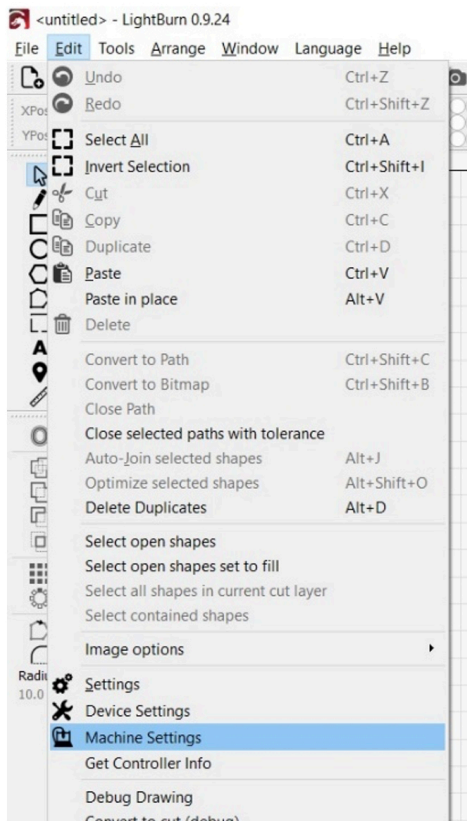 <untitled> - LightBurn 0.9.24
File Edit Tools Arrange Window Language Help
Undo Ctrl+Z
XPos
Redo Ctrl+Shift+Z
YPos
Select All Ctrl+A
Invert Selection Ctrl+Shift+I
Cut Ctrl+X
Copy Ctrl+C
Duplicate Ctrl+D
Paste Ctrl+V
Paste in place Alt+V
Delete
Convert to Path Ctrl+Shift+C
Convert to Bitmap Ctrl+Shift+B
Close Path
Close selected paths with tolerance
Auto-Join selected shapes Alt+J
Optimize selected shapes Alt+Shift+O
Delete Duplicates Alt+D
Select open shapes
Select open shapes set to fill
Select all shapes in current cut layer
Select contained shapes
Image options
Radiu
Settings
10.0
Device Settings
Machine Settings
Get Controller Info
Debug Drawing
Convert to cut (debug)